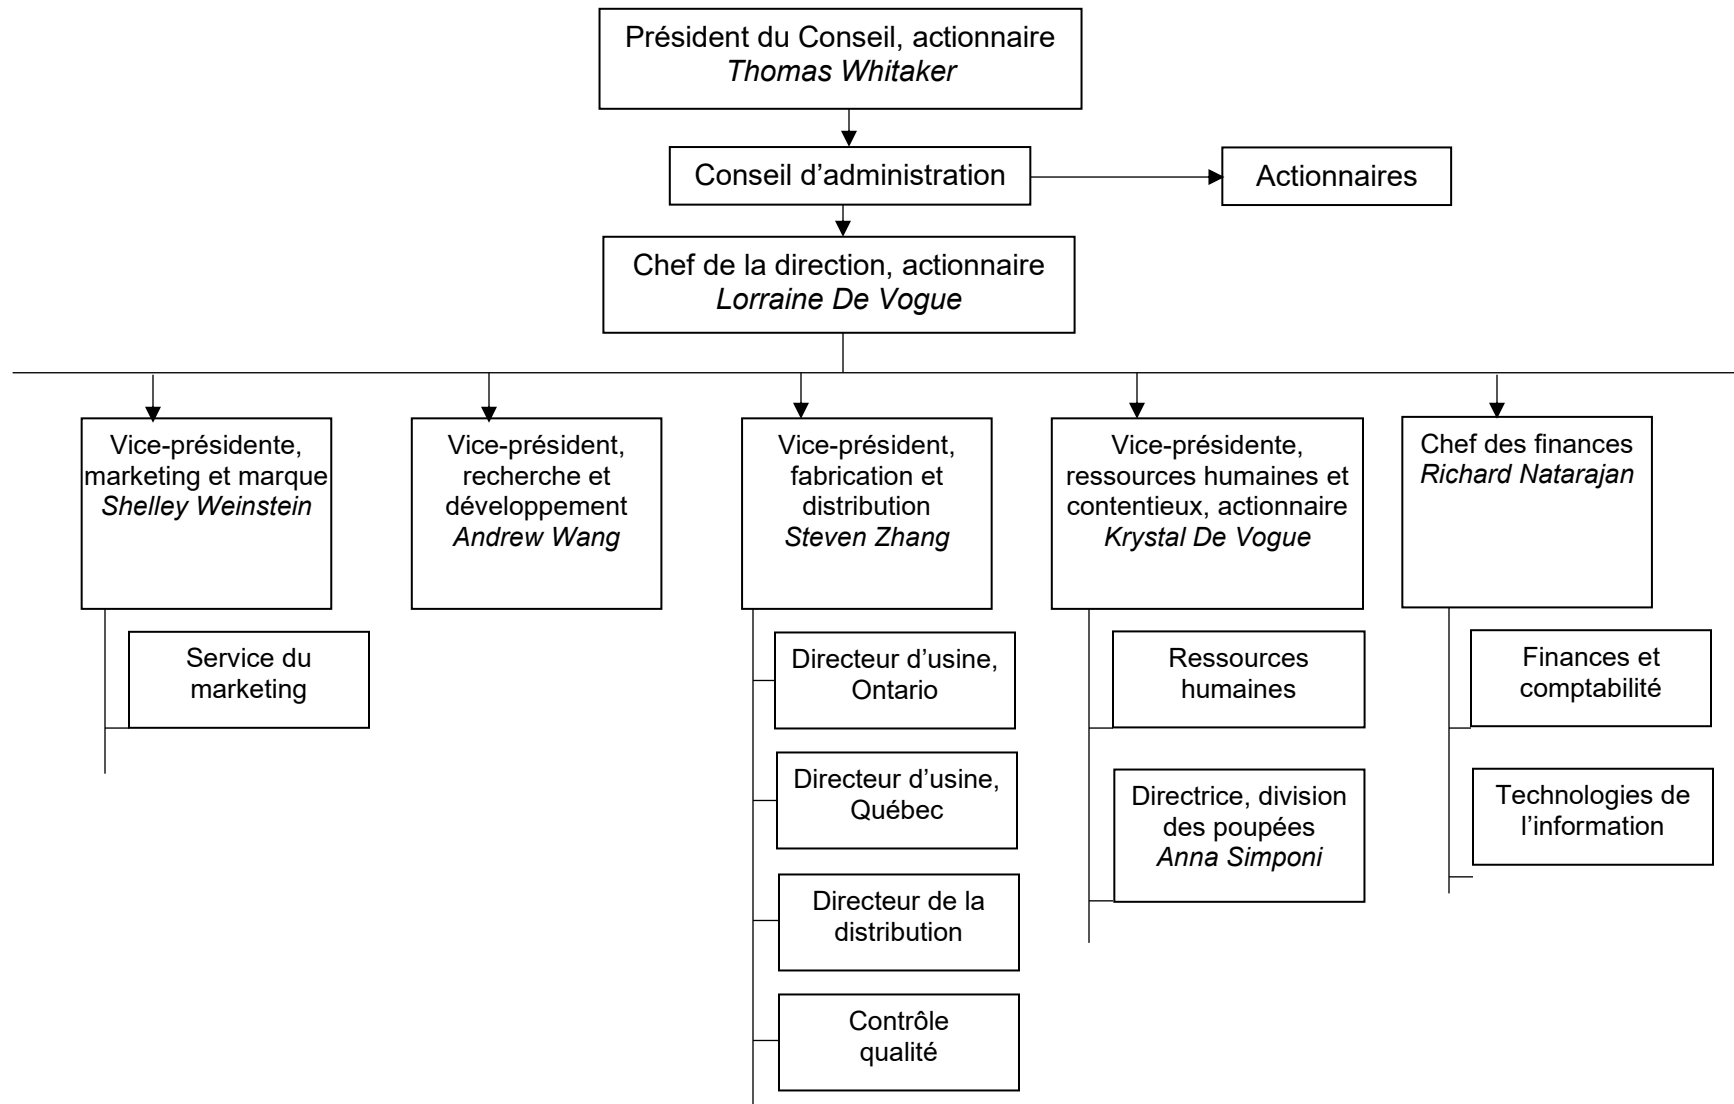 Président du Conseil, actionnaire
Thomas Whitaker
Conseil d’administration
Actionnaires
Chef de la direction, actionnaire
Lorraine De Vogue
Vice-présidente,
marketing et marque
Shelley Weinstein
Vice-président,
recherche et
développement
Andrew Wang
Vice-président,
fabrication et
distribution
Steven Zhang
Vice-présidente,
ressources humaines et
contentieux, actionnaire
Krystal De Vogue
Chef des finances
Richard Natarajan
Service du
marketing
Directeur d’usine,
Ontario
Directeur d’usine,
Québec
Directeur de la
distribution
Contrôle
qualité
Ressources
humaines
Directrice, division
des poupées
Anna Simponi
Finances et
comptabilité
Technologies de
l’information